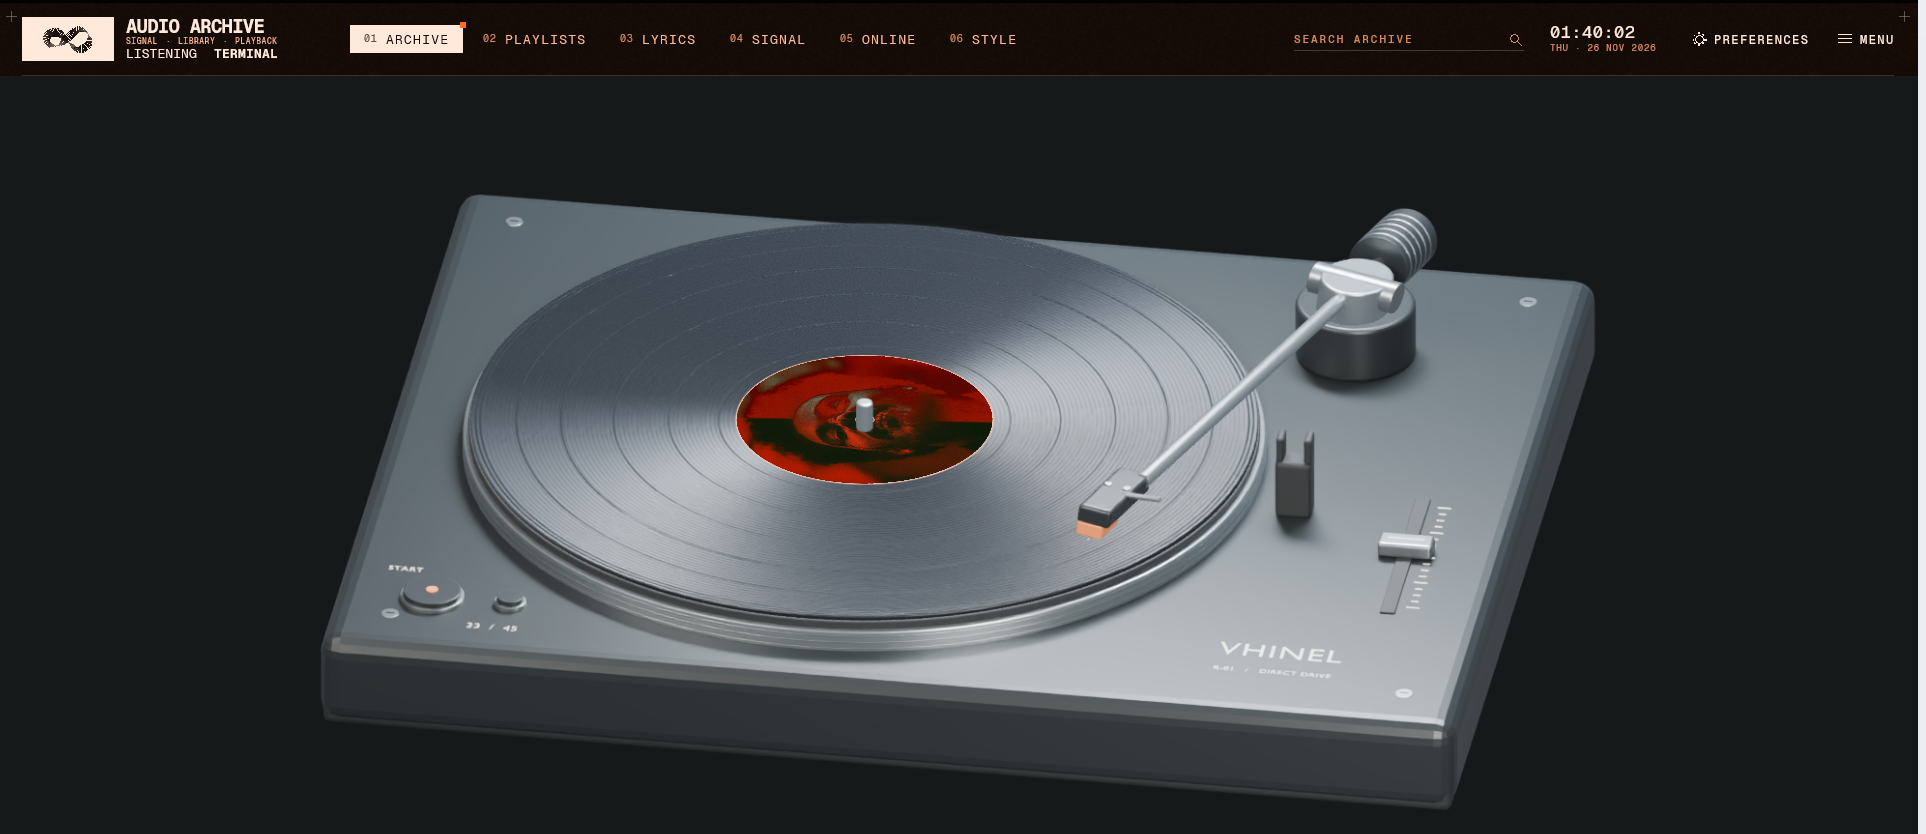 AUDIO ARCHIVE
SIGNAL · LIBRARY · PLAYBACK
LISTENING TERMINAL
01 ARCHIVE
02 PLAYLISTS
03 LYRICS
04 SIGNAL
05 ONLINE
06 STYLE
SEARCH ARCHIVE
01:40:02
THU · 26 NOV 2026
PREFERENCES
MENU
START
33 / 45
VHINEL
/ DIRECT DRIVE